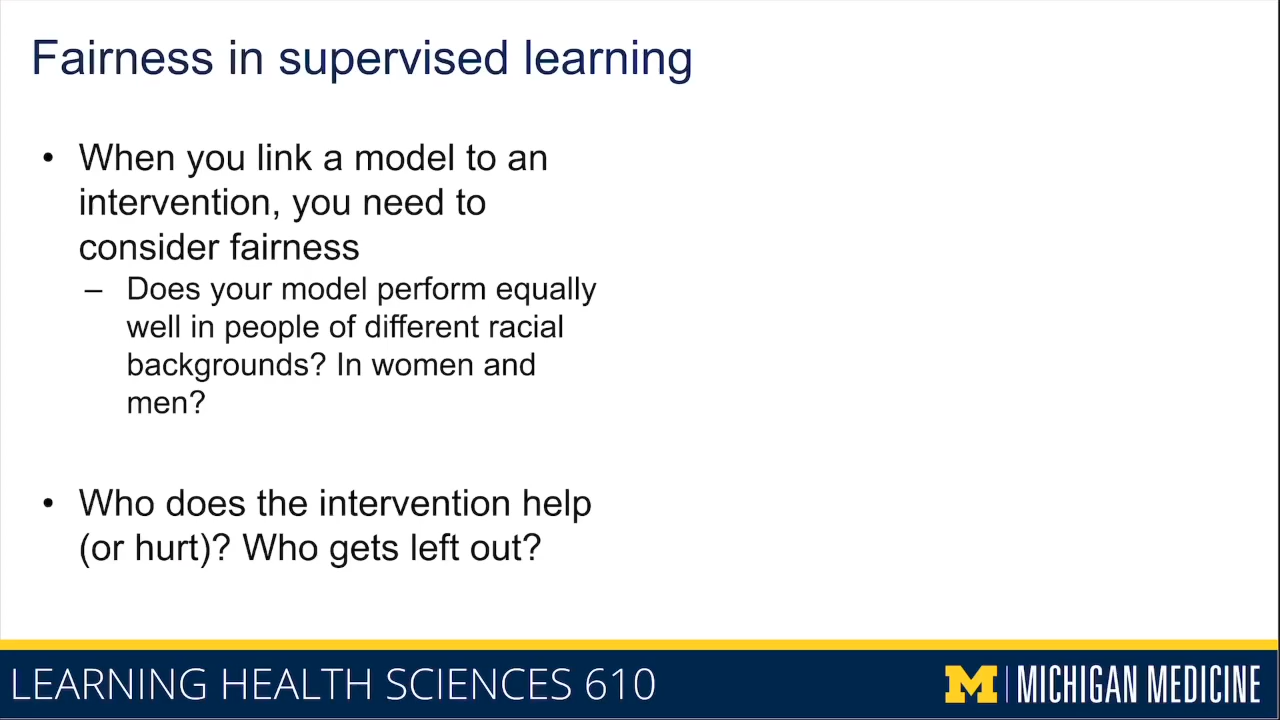 Fairness in supervised learning
• When you link a model to an
intervention, you need to
consider fairness
– Does your model perform equally
well in people of different racial
backgrounds? In women and
men?
• Who does the intervention help
(or hurt)? Who gets left out?
LEARNING HEALTH SCIENCES 610
M | MICHIGAN MEDICINE